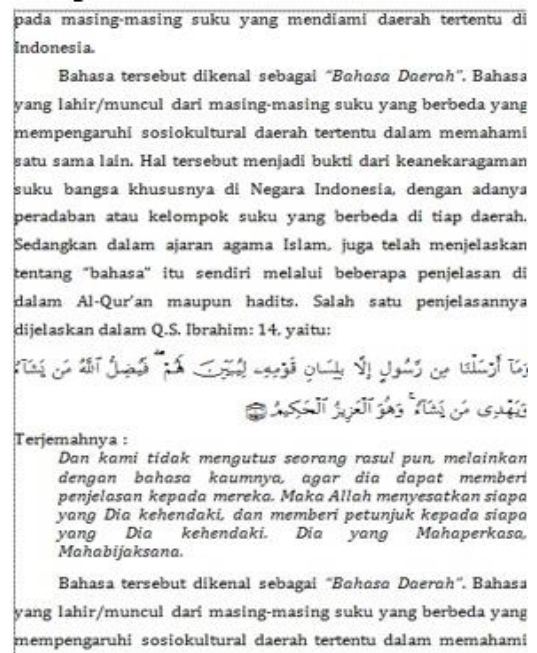 pada masing-masing suku yang mendiami daerah tertentu di
Indonesia.
Bahasa tersebut dikenal sebagai "Bahasa Daerah". Bahasa
yang lahir/muncul dari masing-masing suku yang berbeda yang
mempengaruhi sosiokultural daerah tertentu dalam memahami
satu sama lain. Hal tersebut menjadi bukti dari keanekaragaman
suku bangsa khususnya di Negara Indonesia, dengan adanya
peradaban atau kelompok suku yang berbeda di tiap daerah.
Sedangkan dalam ajaran agama Islam, juga telah menjelaskan
tentang "bahasa" itu sendiri melalui beberapa penjelasan di
dalam Al-Qur'an maupun hadits. Salah satu penjelasannya
dijelaskan dalam Q.S. Ibrahim: 14, yaitu:
وَمَآ أَرْسَلْنَا مِن رَّسُولٍ إِلَّا بِلِسَانِ قَوْمِهِۦ لِيُبَيِّنَ لَهُمْ ۖ فَيُضِلُّ ٱللَّهُ مَن يَشَآءُ
وَيَهْدِى مَن يَشَآءُ ۚ وَهُوَ ٱلْعَزِيزُ ٱلْحَكِيمُ
Terjemahnya :
Dan kami tidak mengutus seorang rasul pun, melainkan
dengan bahasa kaumnya, agar dia dapat memberi
penjelasan kepada mereka. Maka Allah menyesatkan siapa
yang Dia kehendaki, dan memberi petunjuk kepada siapa
yang Dia kehendaki. Dia yang Mahaperkasa,
Mahabijaksana.
Bahasa tersebut dikenal sebagai "Bahasa Daerah". Bahasa
yang lahir/muncul dari masing-masing suku yang berbeda yang
mempengaruhi sosiokultural daerah tertentu dalam memahami